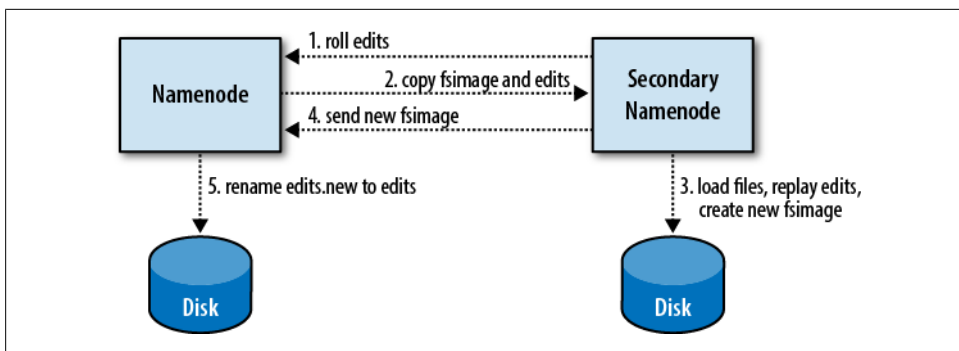 1. roll edits
Namenode
2. copy fsimage and edits
Secondary
Namenode
4. send new fsimage
5. rename edits.new to edits
3. load files, replay edits,
create new fsimage
Disk
Disk